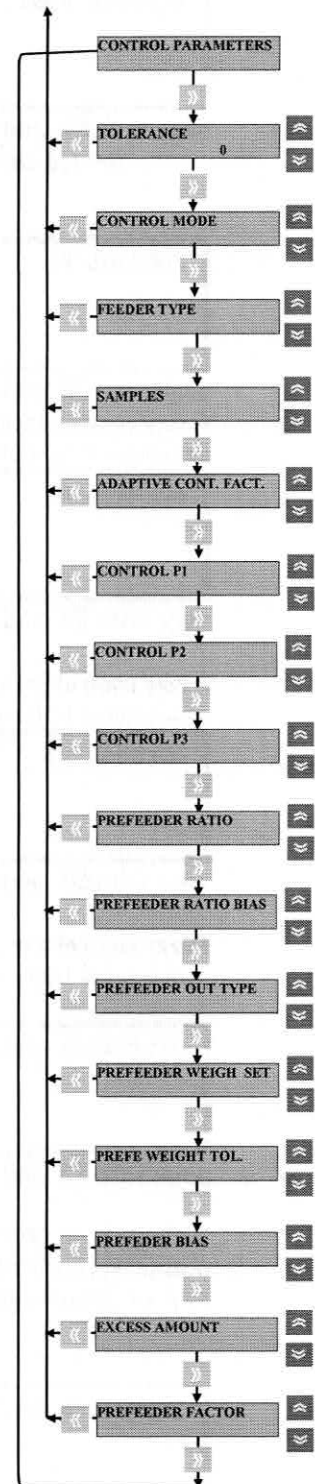 CONTROL PARAMETERS
TOLERANCE
0
CONTROL MODE
FEEDER TYPE
SAMPLES
ADAPTIVE CONT. FACT.
CONTROL P1
CONTROL P2
CONTROL P3
PREFEEDER RATIO
PREFEEDER RATIO BIAS
PREFEEDER OUT TYPE
PREFEEDER WEIGH SET
PREFE WEIGHT TOL.
PREFEDER BIAS
EXCESS AMOUNT
PREFEEDER FACTOR